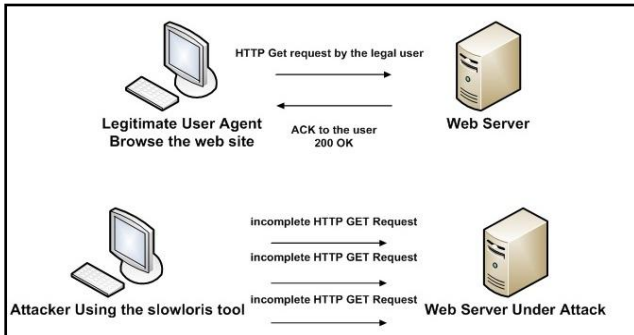 HTTP Get request by the legal user
Legitimate User Agent
Browse the web site
ACK to the user
200 OK
Web Server
incomplete HTTP GET Request
incomplete HTTP GET Request
incomplete HTTP GET Request
Attacker Using the slowloris tool
Web Server Under Attack